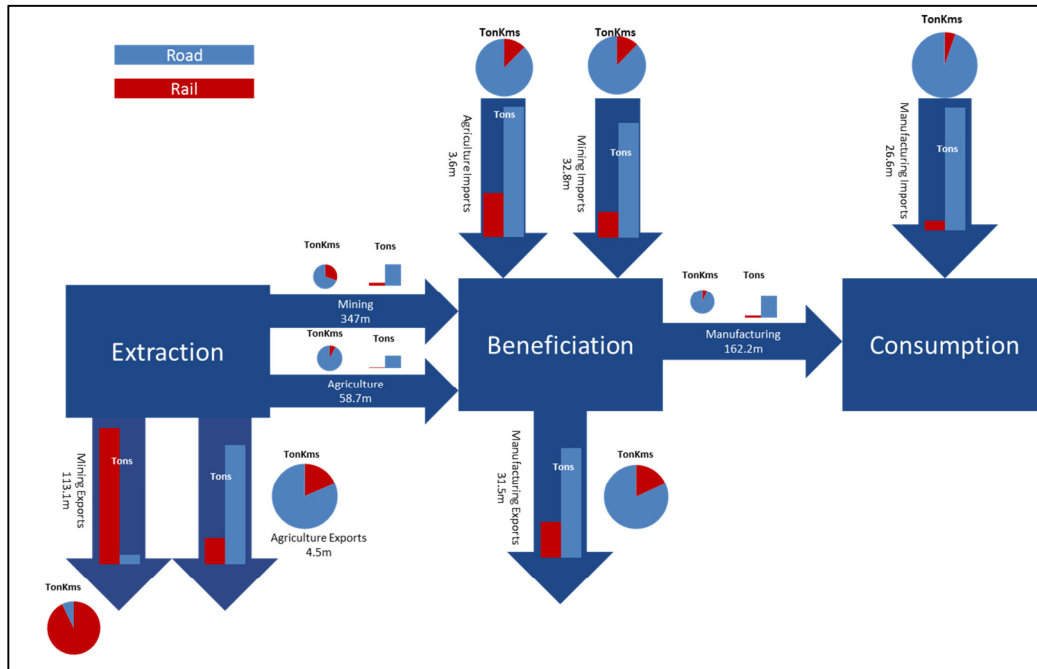 Road
Rail
TonKms
TonKms
TonKms
Tons
Tons
Tons
Agriculture Imports
3.6m
Mining Imports
32.8m
Manufacturing Imports
26.6m
TonKms
Tons
Mining
347m
TonKms
Tons
Agriculture
58.7m
TonKms
Tons
Manufacturing
162.2m
Extraction
Beneficiation
Consumption
Mining Exports
113.1m
Tons
Tons
TonKms
Agriculture Exports
4.5m
Manufacturing Exports
31.5m
Tons
TonKms
TonKms